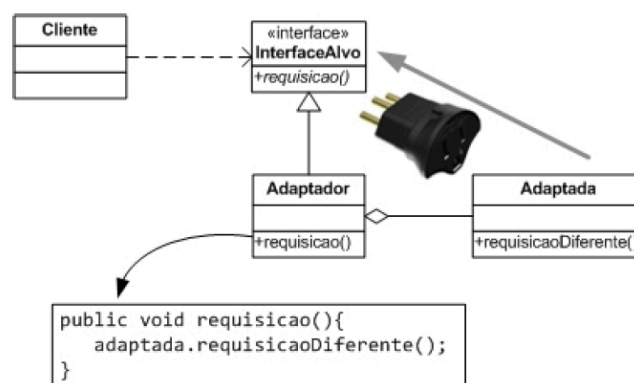 Cliente
«interface»
InterfaceAlvo
+requisicao()
Adaptador
+requisicao()
Adaptada
+requisicaoDiferente()
public void requisicao(){
adaptada.requisicaoDiferente();
}